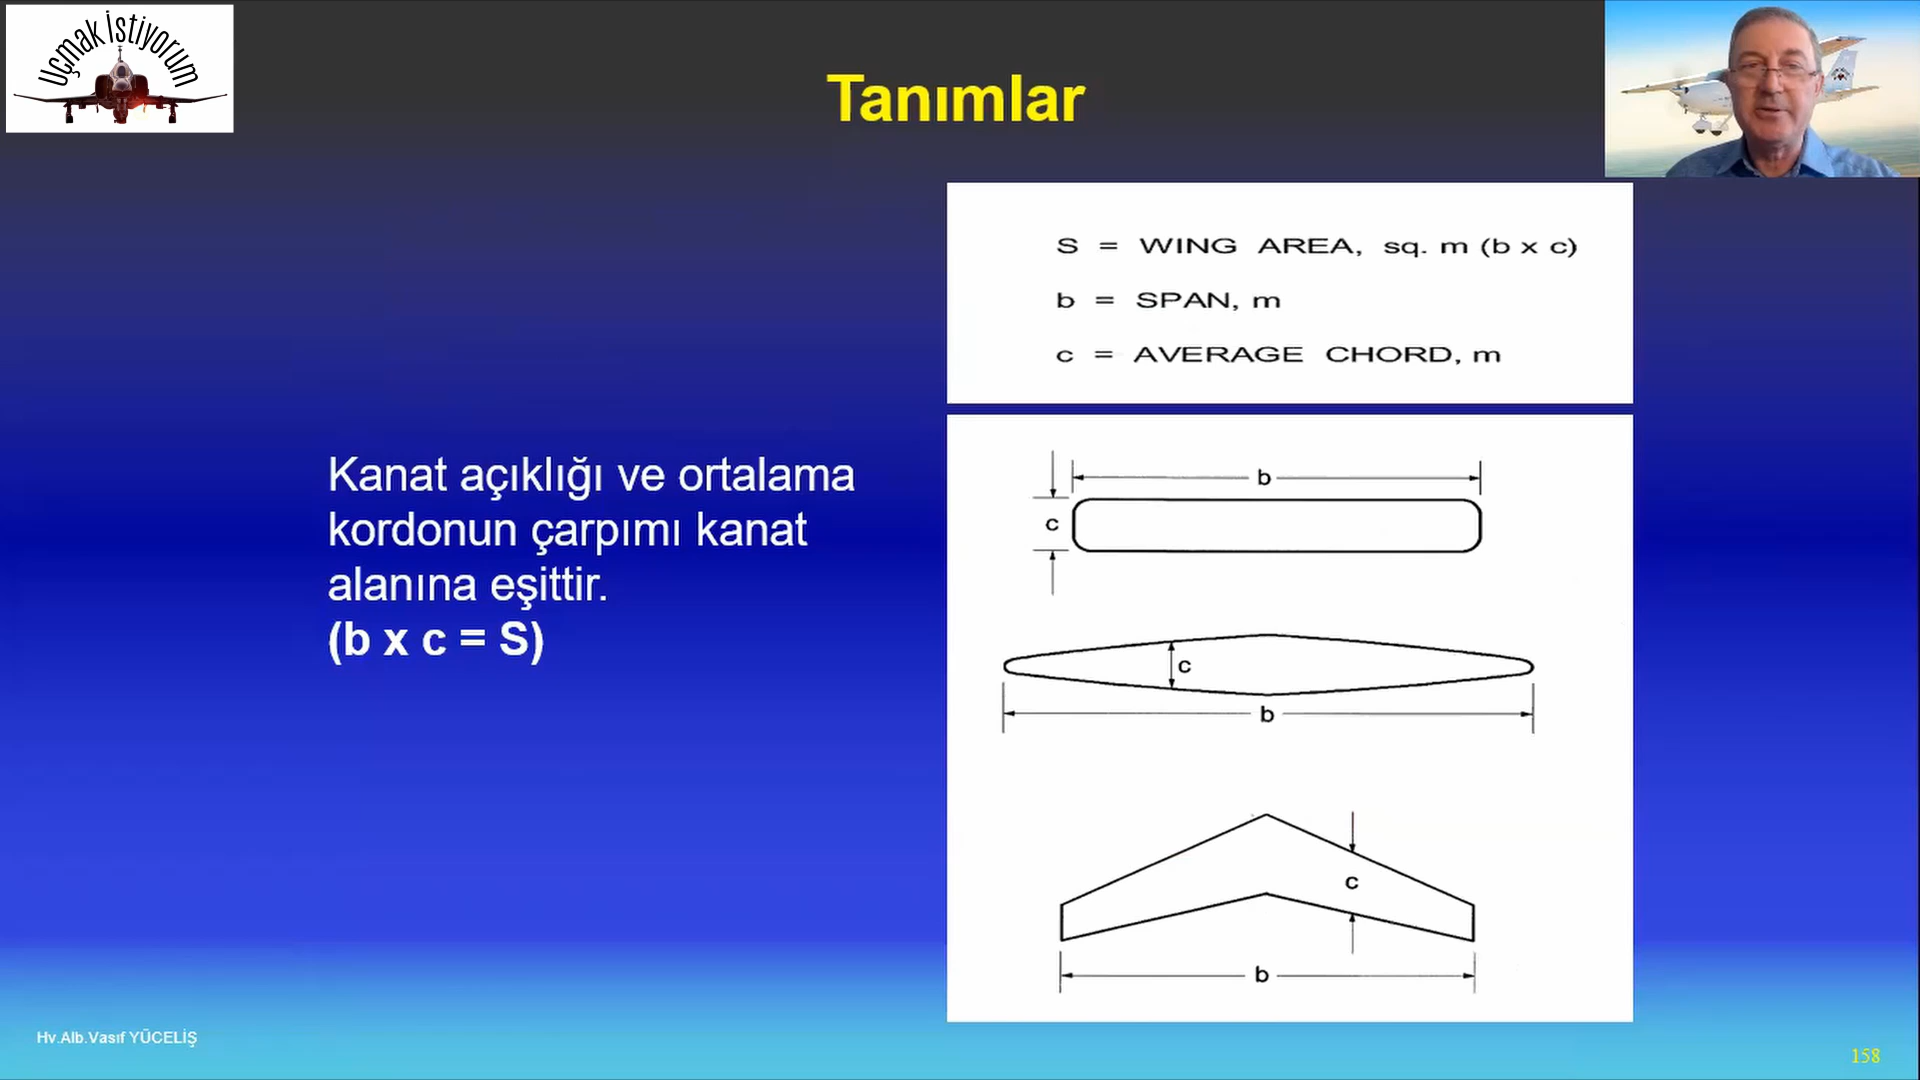 Uçmak İstiyorum
Tanımlar
S = WING AREA, sq. m (b x c)
b = SPAN, m
c = AVERAGE CHORD, m
Kanat açıklığı ve ortalama
kordonun çarpımı kanat
alanına eşittir.
(b x c = S)
b
c
c
b
c
b
Hv.Alb.Vasıf YÜCELİŞ
158